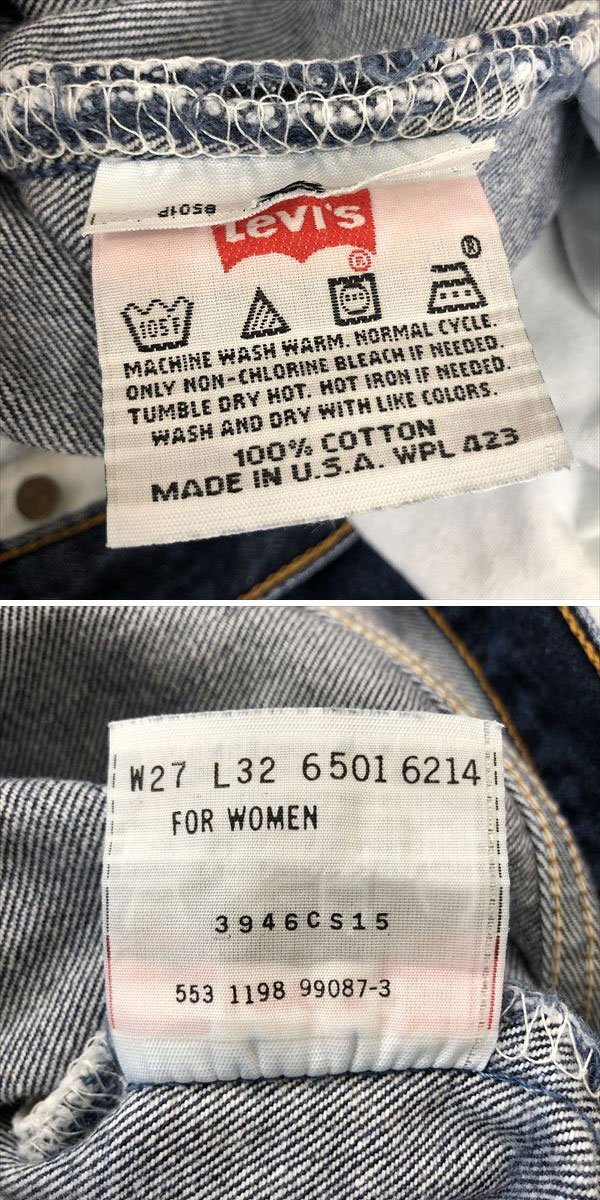 8501P
Levi's
®
®
105F
MACHINE WASH WARM. NORMAL CYCLE.
ONLY NON-CHLORINE BLEACH IF NEEDED.
TUMBLE DRY HOT. HOT IRON IF NEEDED.
WASH AND DRY WITH LIKE COLORS.
100% COTTON
MADE IN U.S.A. WPL 423
W27 L32 6501 6214
FOR WOMEN
3946CS15
553 1198 99087-3